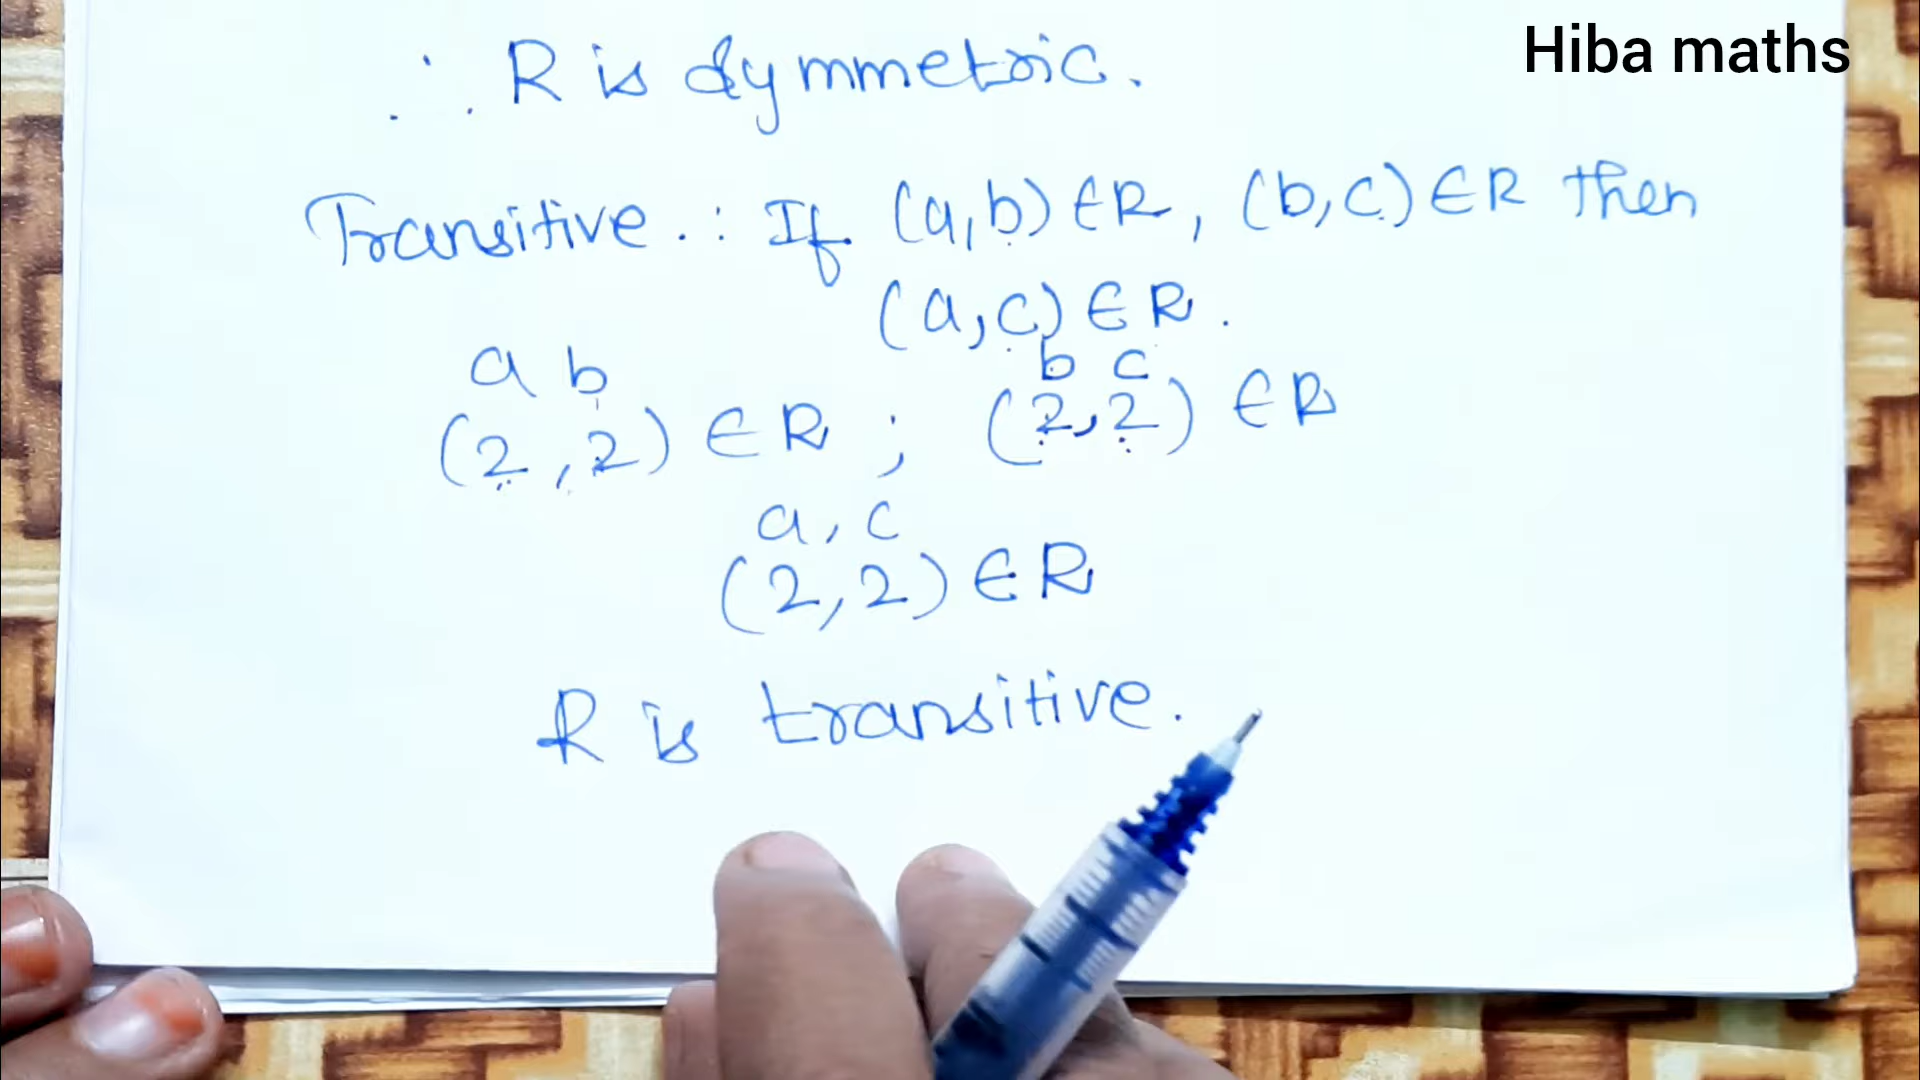 Hiba maths
∴ R is symmetric.
Transitive. : If (a,b) ∈R, (b,c) ∈R then
(a,c) ∈ R.
a b
b c
(2,2) ∈R ; (2,2) ∈R
a, c
(2,2) ∈R
R is transitive.